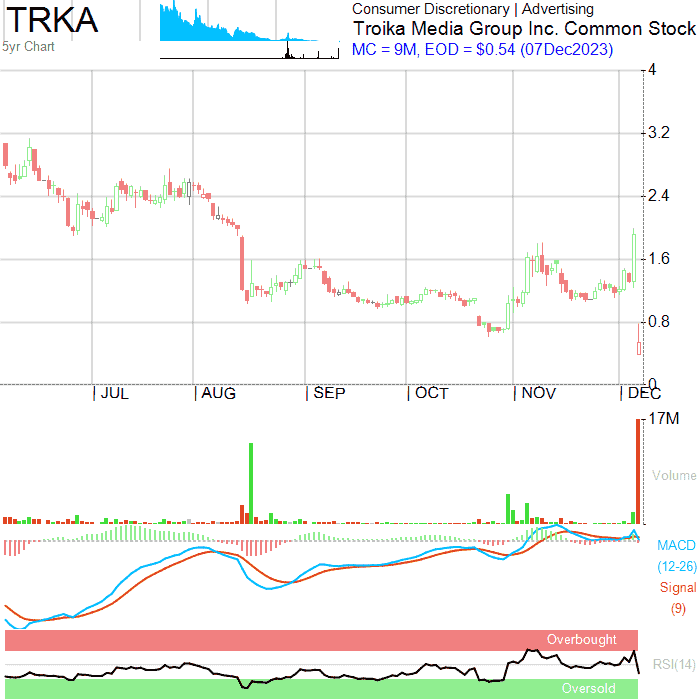 TRKA
5yr Chart
Consumer Discretionary | Advertising
Troika Media Group Inc. Common Stock
MC = 9M, EOD = $0.54 (07Dec2023)
4
3.2
2.4
1.6
0.8
0
JUL AUG SEP OCT NOV DEC
17M
Volume
MACD
(12-26)
Signal
(9)
Overbought
RSI(14)
Oversold